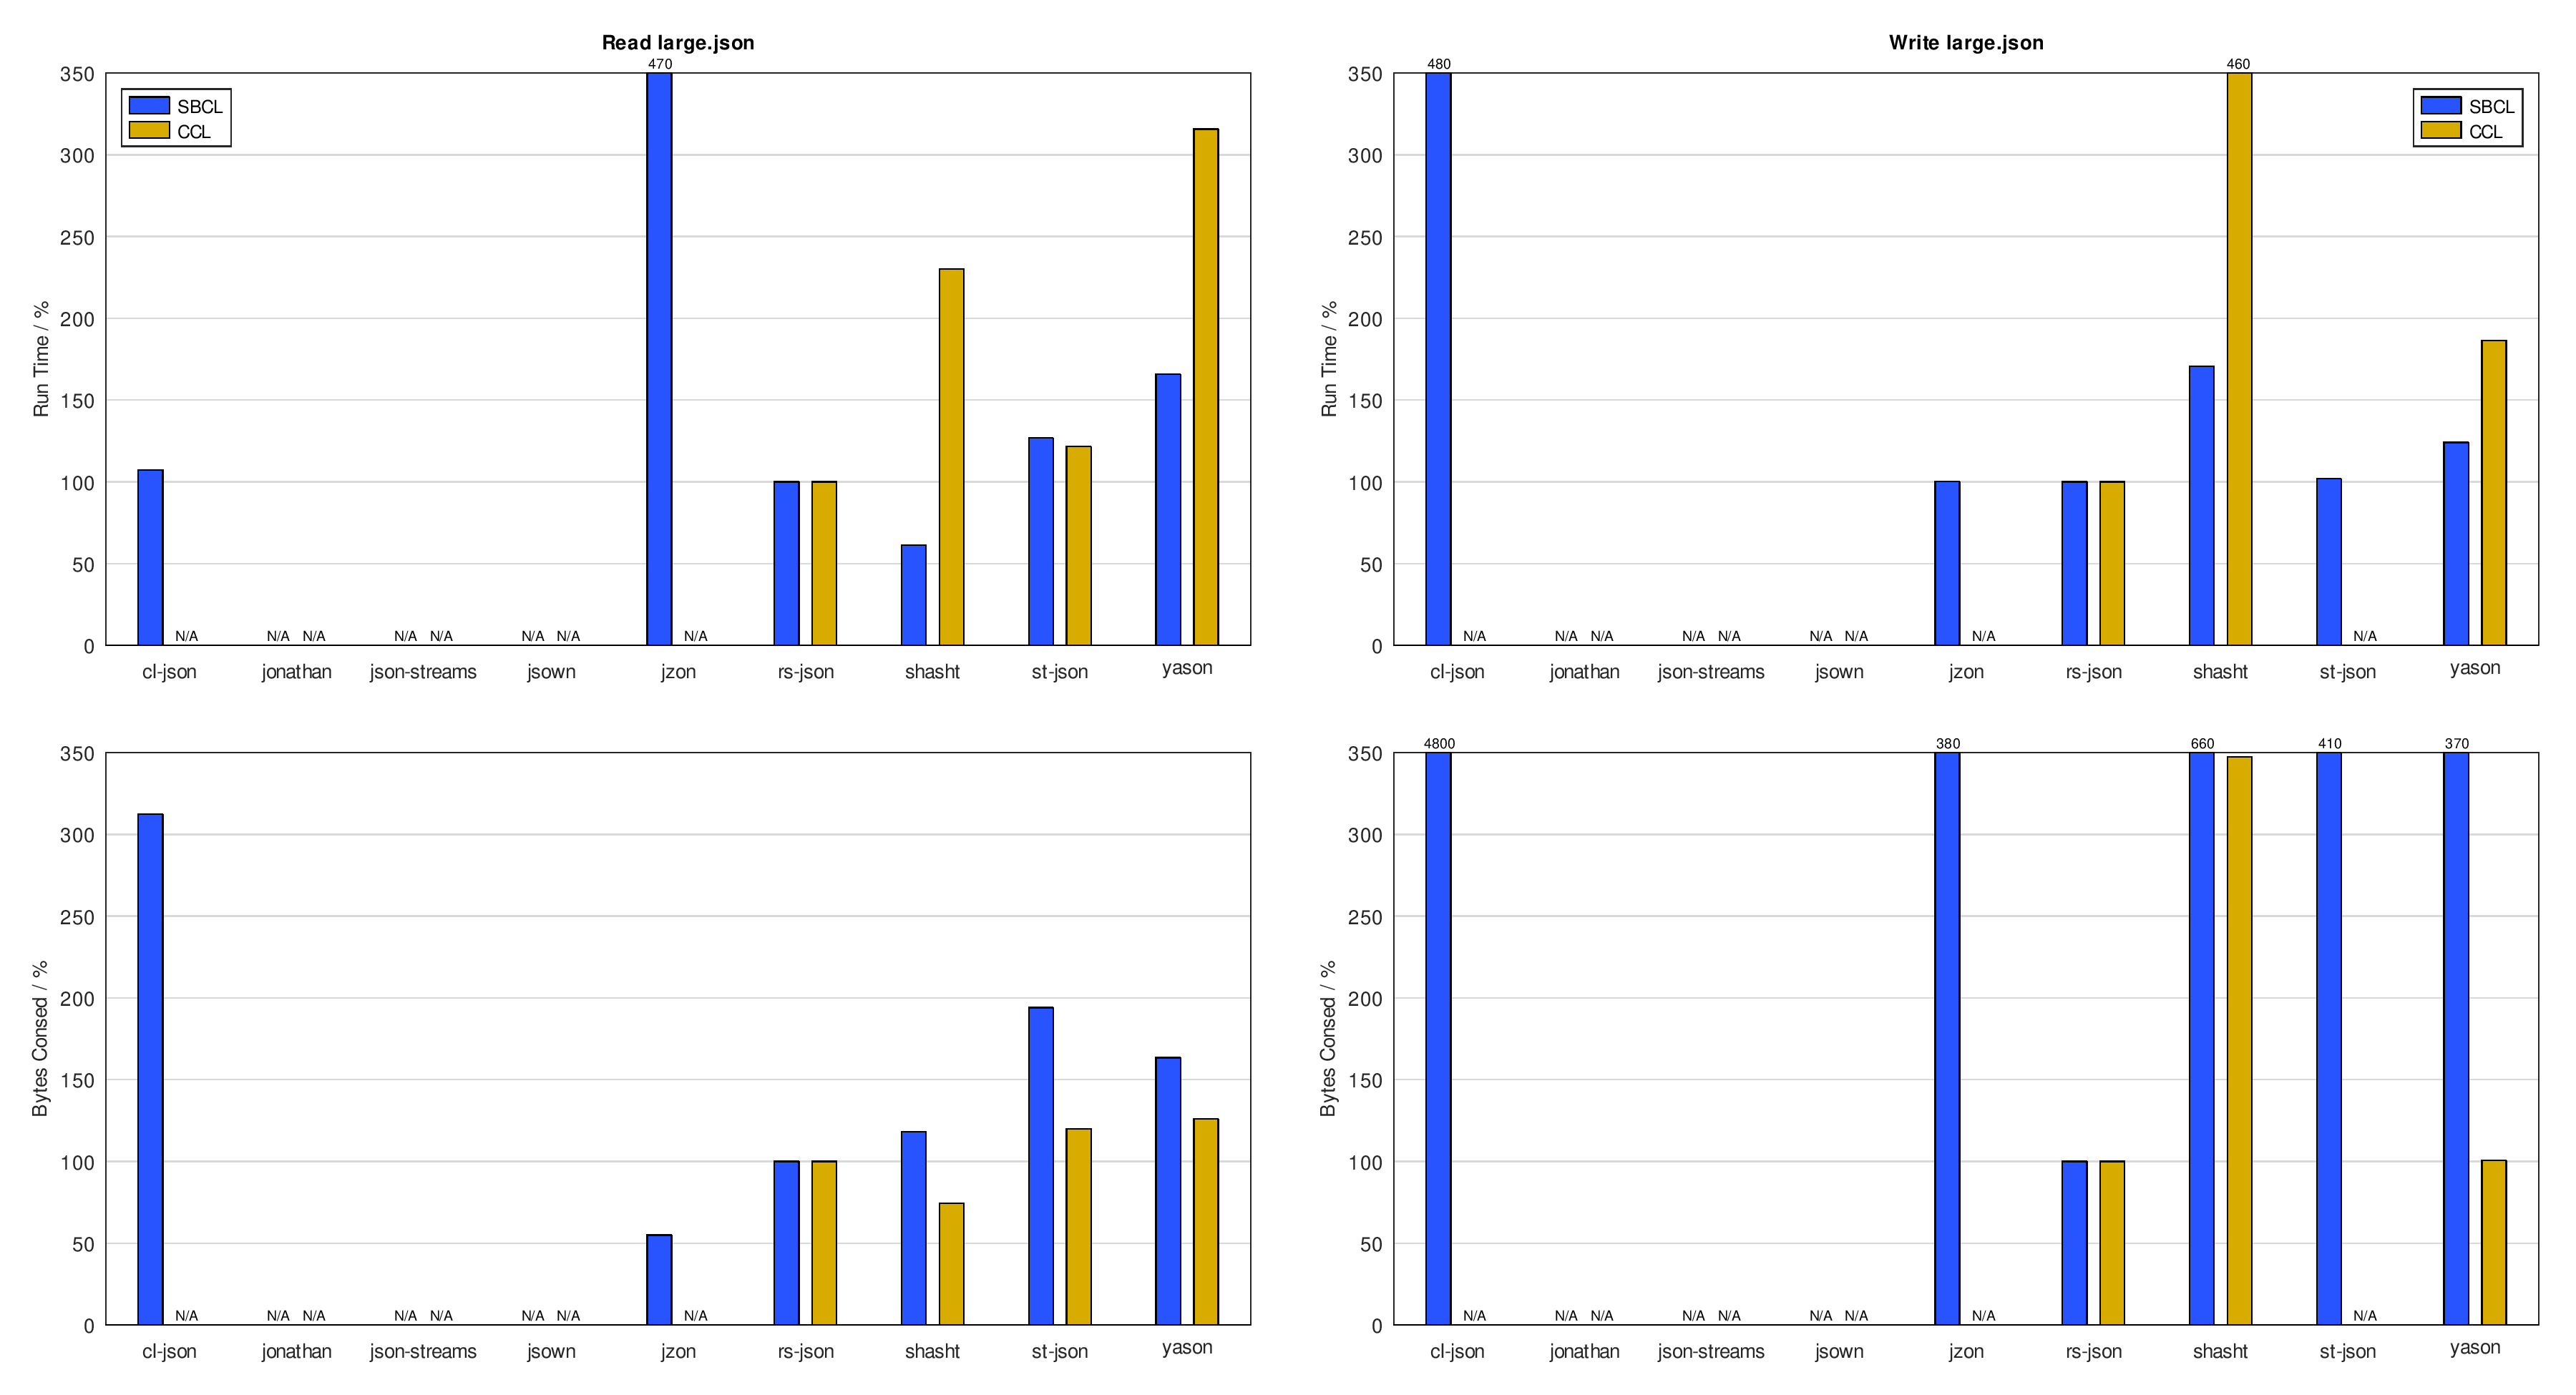 Read large.json
470
350
300
250
200
150
100
50
0
Run Time / %
SBCL
CCL
N/A N/A N/A N/A N/A N/A N/A N/A
cl-json jonathan json-streams jsown jzon rs-json shasht st-json yason
Write large.json
480 460
350
300
250
200
150
100
50
0
Run Time / %
SBCL
CCL
N/A N/A N/A N/A N/A N/A N/A N/A N/A
cl-json jonathan json-streams jsown jzon rs-json shasht st-json yason
350
300
250
200
150
100
50
0
Bytes Consed / %
N/A N/A N/A N/A N/A N/A N/A N/A
cl-json jonathan json-streams jsown jzon rs-json shasht st-json yason
4800 380 660 410 370
350
300
250
200
150
100
50
0
Bytes Consed / %
N/A N/A N/A N/A N/A N/A N/A N/A N/A
cl-json jonathan json-streams jsown jzon rs-json shasht st-json yason